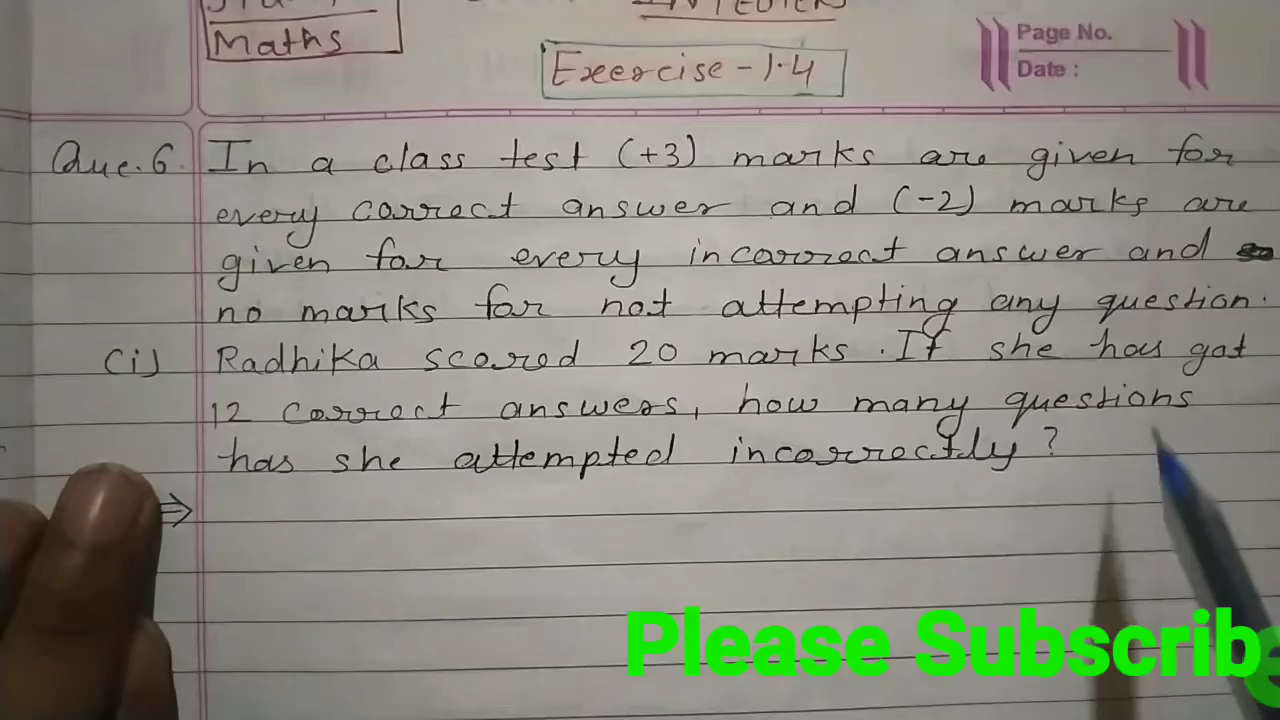 Maths
INTEGERS
Exercise-1.4
Page No.
Date :
Que.6. In a class test (+3) marks are given for
every correct answer and (-2) marks are
given for every incorrect answer and
no marks for not attempting any question.
(i) Radhika scored 20 marks. If she has got
12 correct answers, how many questions
has she attempted incorrectly?
⇒
Please Subscribe